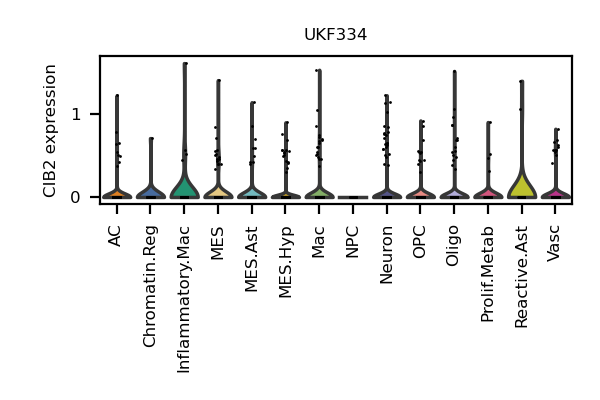 UKF334
CIB2 expression
1
0
AC
Chromatin.Reg
Inflammatory.Mac
MES
MES.Ast
MES.Hyp
Mac
NPC
Neuron
OPC
Oligo
Prolif.Metab
Reactive.Ast
Vasc